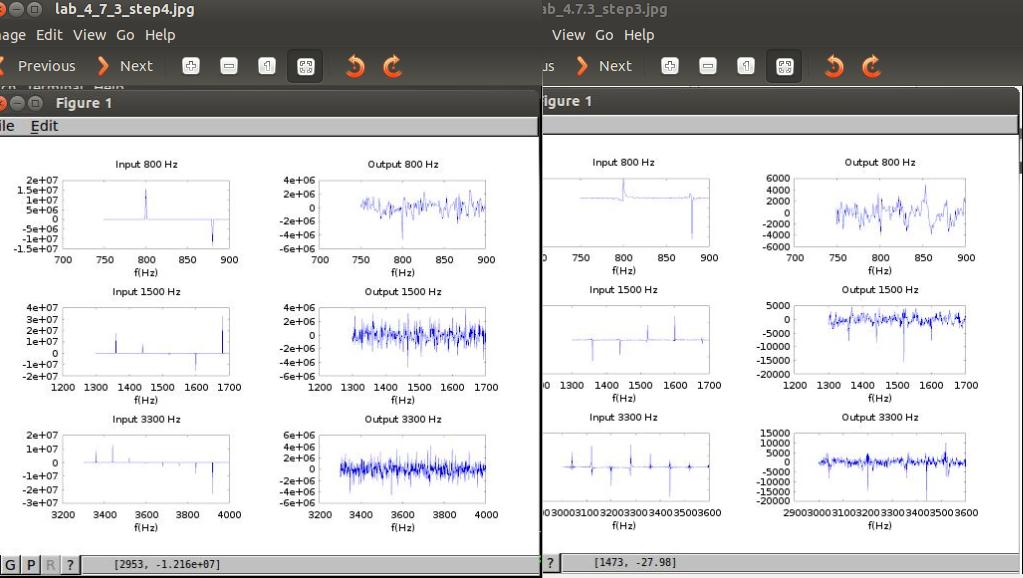 lab_4_7_3_step4.jpg
age Edit View Go Help
Previous Next
Figure 1
ile Edit
Input 800 Hz
2e+07
1.5e+07
1e+07
5e+06
0
-5e+06
-1e+07
-1.5e+07
700 750 800 850 900
f(Hz)
Output 800 Hz
4e+06
2e+06
0
-2e+06
-4e+06
-6e+06
700 750 800 850 900
f(Hz)
Input 1500 Hz
4e+07
3e+07
2e+07
1e+07
0
-1e+07
-2e+07
1200 1300 1400 1500 1600 1700
f(Hz)
Output 1500 Hz
4e+06
2e+06
0
-2e+06
-4e+06
-6e+06
1200 1300 1400 1500 1600 1700
f(Hz)
Input 3300 Hz
2e+07
1e+07
0
-1e+07
-2e+07
-3e+07
3200 3400 3600 3800 4000
f(Hz)
Output 3300 Hz
6e+06
4e+06
2e+06
0
-2e+06
-4e+06
-6e+06
3200 3400 3600 3800 4000
f(Hz)
G P R ? [2953, -1.216e+07]
ab_4.7.3_step3.jpg
View Go Help
us Next
igure 1
Input 800 Hz
750 800 850 900
f(Hz)
Output 800 Hz
6000
4000
2000
0
-2000
-4000
-6000
700 750 800 850 900
f(Hz)
Input 1500 Hz
00 1300 1400 1500 1600 1700
f(Hz)
Output 1500 Hz
5000
0
-5000
-10000
-15000
-20000
1200 1300 1400 1500 1600 1700
f(Hz)
Input 3300 Hz
003000310032003300340035003600
f(Hz)
Output 3300 Hz
15000
10000
5000
0
-5000
-10000
-15000
-20000
29003000310032003300340035003600
f(Hz)
? [1473, -27.98]